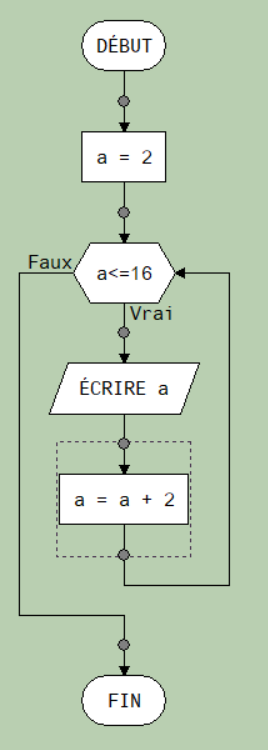 DÉBUT
a = 2
Faux
a<=16
Vrai
ÉCRIRE a
a = a + 2
FIN